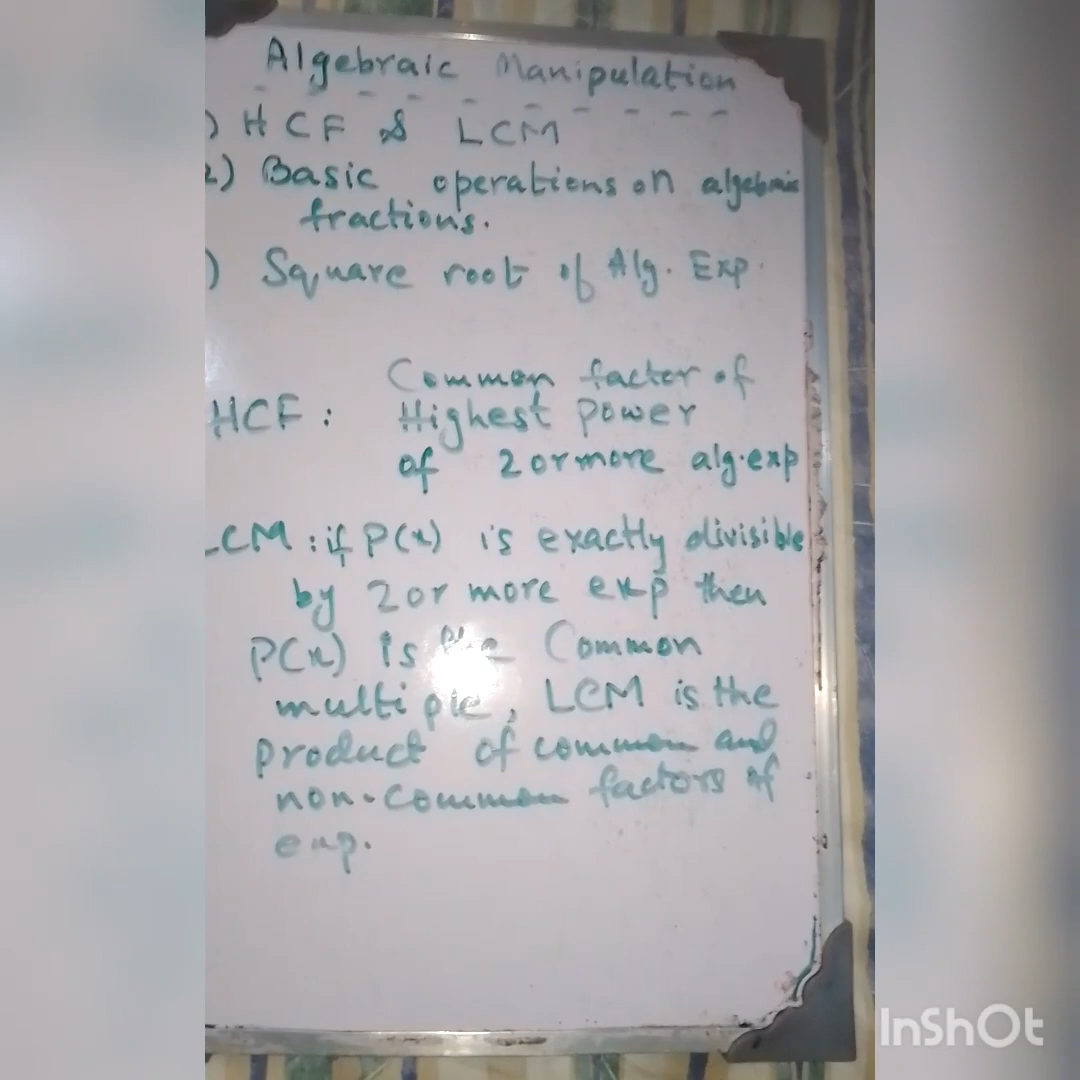 Algebraic Manipulation
) HCF & LCM
2) Basic operations on algebraic
fractions.
) Square root of Alg. Exp.
Common factor of
HCF : Highest power
of 2 or more alg.exp
LCM : if P(x) is exactly divisible
by 2 or more exp then
P(x) is the Common
multiple, LCM is the
product of common and
non-common factors of
exp.
InShOt